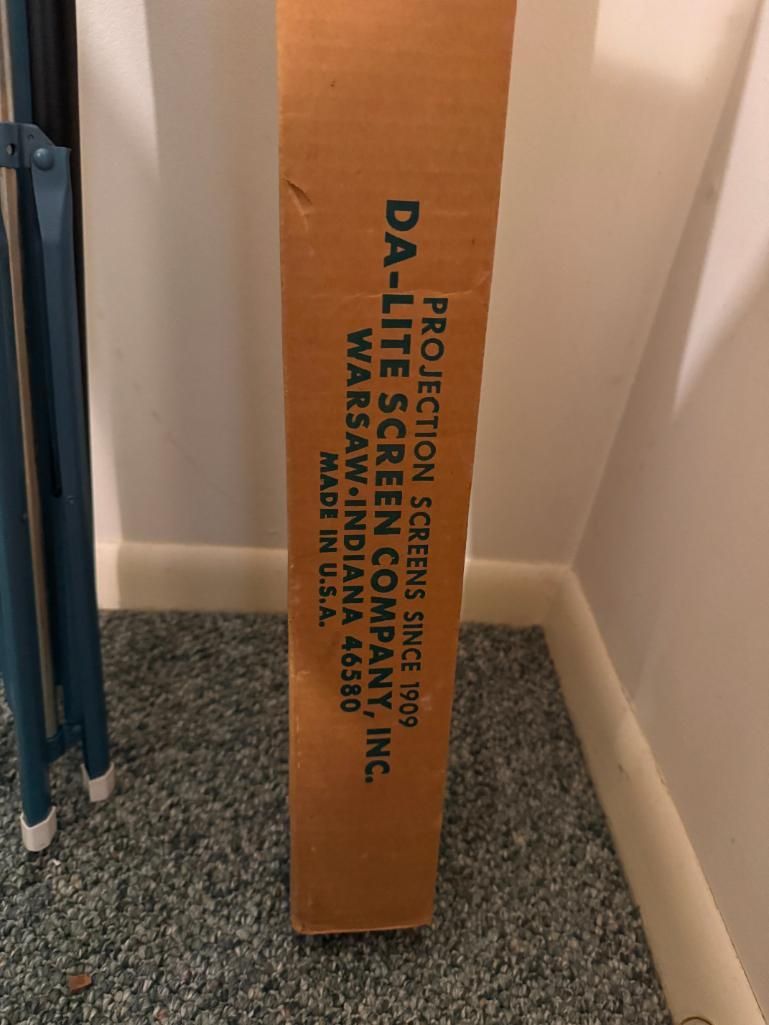 PROJECTION SCREENS SINCE 1909
DA-LITE SCREEN COMPANY, INC.
WARSAW•INDIANA 46580
MADE IN U.S.A.